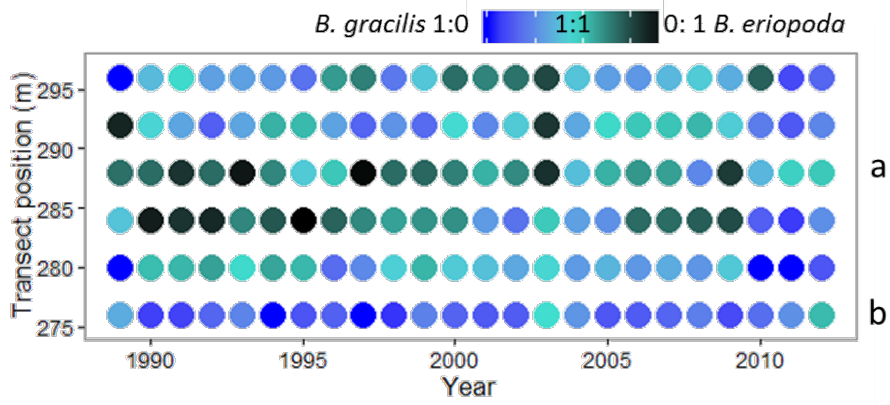 B. gracilis 1:0 1:1 0: 1 B. eriopoda
Transect position (m)
295
290
285
280
275
a
b
1990 1995 2000 2005 2010
Year